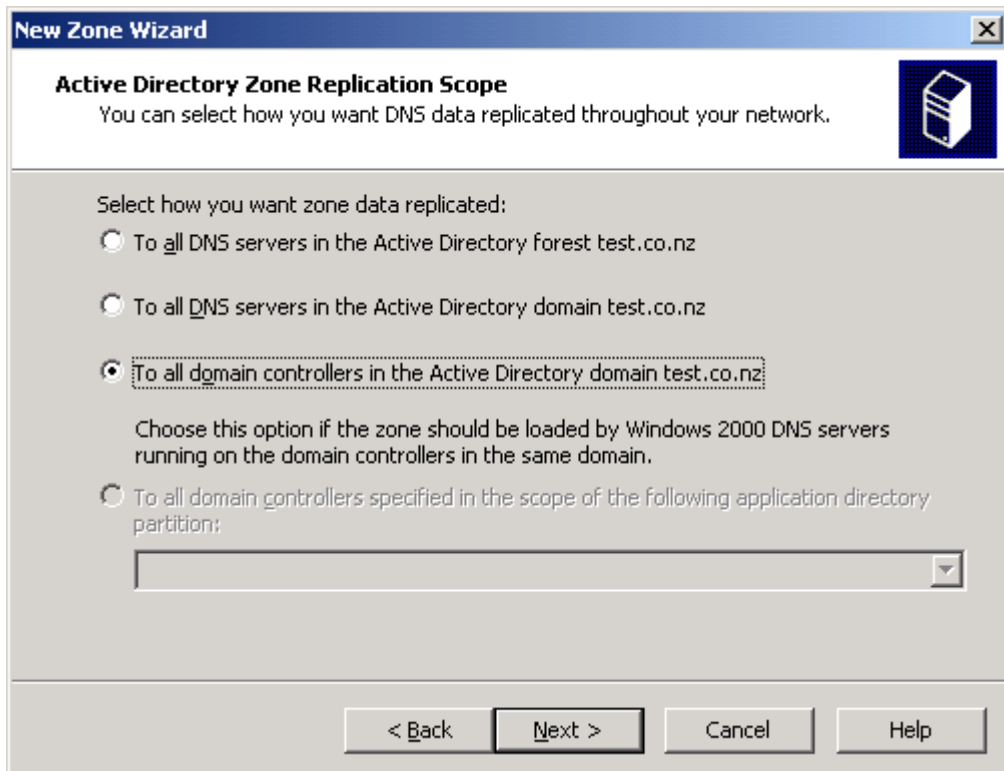 New Zone Wizard
Active Directory Zone Replication Scope
You can select how you want DNS data replicated throughout your network.
Select how you want zone data replicated:
To all DNS servers in the Active Directory forest test.co.nz
To all DNS servers in the Active Directory domain test.co.nz
To all domain controllers in the Active Directory domain test.co.nz
Choose this option if the zone should be loaded by Windows 2000 DNS servers
running on the domain controllers in the same domain.
To all domain controllers specified in the scope of the following application directory
partition:
< Back
Next >
Cancel
Help